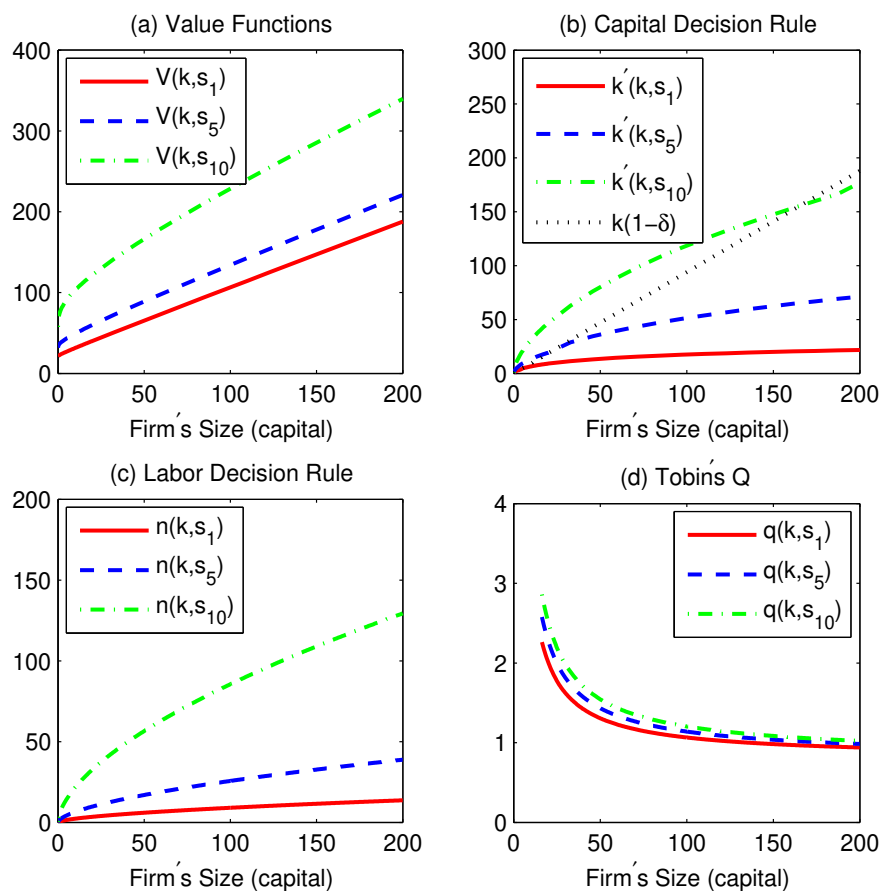 (a) Value Functions
400
300
200
100
0
V(k,s₁)
V(k,s₅)
V(k,s₁₀)
0 50 100 150 200
Firm′s Size (capital)
(b) Capital Decision Rule
300
250
200
150
100
50
0
k′(k,s₁)
k′(k,s₅)
k′(k,s₁₀)
k(1−δ)
0 50 100 150 200
Firm′s Size (capital)
(c) Labor Decision Rule
200
150
100
50
0
n(k,s₁)
n(k,s₅)
n(k,s₁₀)
0 50 100 150 200
Firm′s Size (capital)
(d) Tobin′s Q
4
3
2
1
0
q(k,s₁)
q(k,s₅)
q(k,s₁₀)
0 50 100 150 200
Firm′s Size (capital)